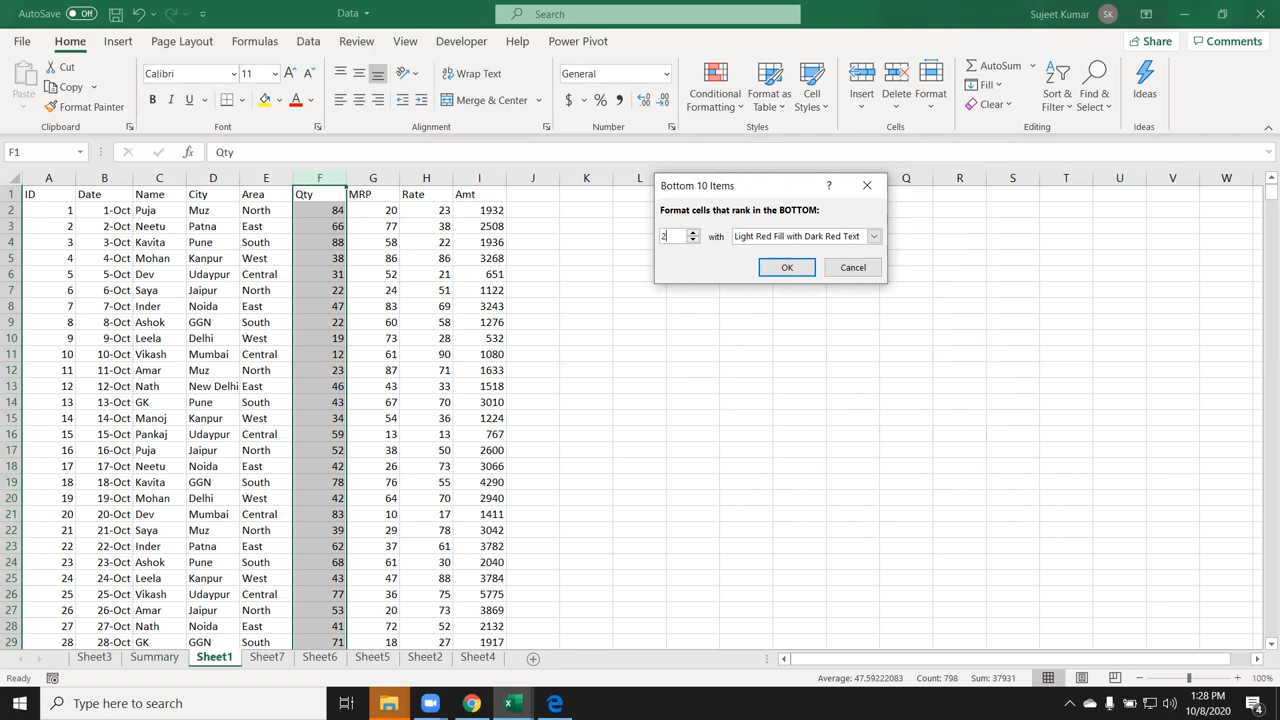 AutoSave Off Data Search Sujeet Kumar SK
File Home Insert Page Layout Formulas Data Review View Developer Help Power Pivot Share Comments
Paste Cut Copy Format Painter
Calibri 11 Wrap Text General Conditional Formatting Format as Table Cell Styles Insert Delete Format AutoSum Fill Clear Sort & Filter Find & Select Ideas
B I U A Merge & Center $ % ,
Clipboard Font Alignment Number Styles Cells Editing Ideas
F1 fx Qty
A B C D E F G H I J K L Q R S T U V W
1 ID Date Name City Area Qty MRP Rate Amt
2 1 1-Oct Puja Muz North 84 20 23 1932
3 2 2-Oct Neetu Patna East 66 77 38 2508
4 3 3-Oct Kavita Pune South 88 58 22 1936
5 4 4-Oct Mohan Kanpur West 38 86 86 3268
6 5 5-Oct Dev Udaypur Central 31 52 21 651
7 6 6-Oct Saya Jaipur North 22 24 51 1122
8 7 7-Oct Inder Noida East 47 83 69 3243
9 8 8-Oct Ashok GGN South 22 60 58 1276
10 9 9-Oct Leela Delhi West 19 73 28 532
11 10 10-Oct Vikash Mumbai Central 12 61 90 1080
12 11 11-Oct Amar Muz North 23 87 71 1633
13 12 12-Oct Nath New Delhi East 46 43 33 1518
14 13 13-Oct GK Pune South 43 67 70 3010
15 14 14-Oct Manoj Kanpur West 34 54 36 1224
16 15 15-Oct Pankaj Udaypur Central 59 13 13 767
17 16 16-Oct Puja Jaipur North 52 38 50 2600
18 17 17-Oct Neetu Noida East 42 26 73 3066
19 18 18-Oct Kavita GGN South 78 76 55 4290
20 19 19-Oct Mohan Delhi West 42 64 70 2940
21 20 20-Oct Dev Mumbai Central 83 10 17 1411
22 21 21-Oct Saya Muz North 39 29 78 3042
23 22 22-Oct Inder Patna East 62 37 61 3782
24 23 23-Oct Ashok Pune South 68 61 30 2040
25 24 24-Oct Leela Kanpur West 43 47 88 3784
26 25 25-Oct Vikash Udaypur Central 77 36 75 5775
27 26 26-Oct Amar Jaipur North 53 20 73 3869
28 27 27-Oct Nath Noida East 41 72 52 2132
29 28 28-Oct GK GGN South 71 18 27 1917
Bottom 10 Items ?
Format cells that rank in the BOTTOM:
2 with Light Red Fill with Dark Red Text
OK Cancel
Sheet3 Summary Sheet1 Sheet7 Sheet6 Sheet5 Sheet2 Sheet4
Ready Average: 47.59222083 Count: 798 Sum: 37931 100%
Type here to search 1:28 PM
10/8/2020